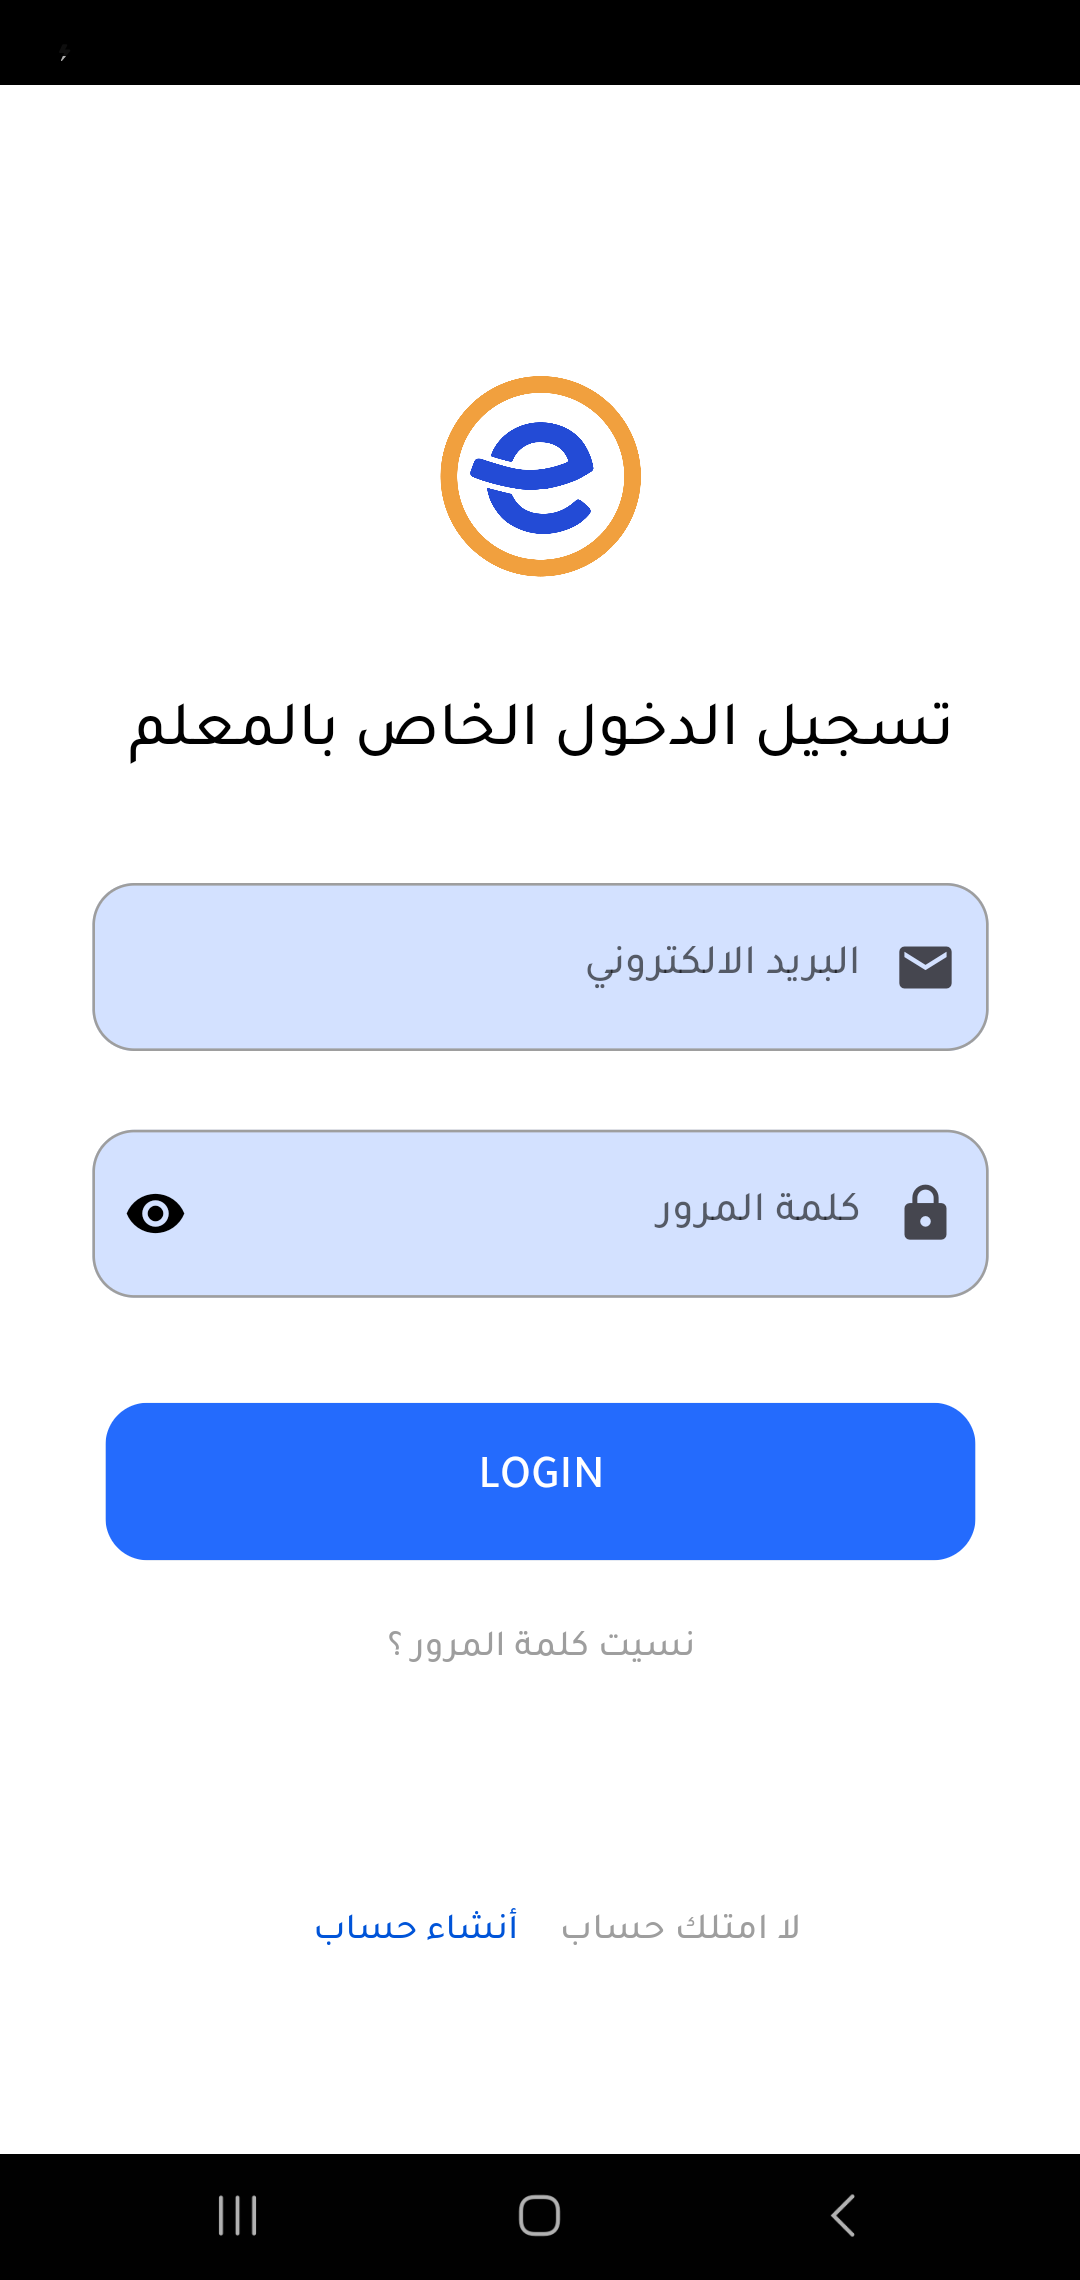 تسجيل الدخول الخاص بالمعلم
البريد الالكتروني
كلمة المرور
LOGIN
نسيت كلمة المرور ؟
لا امتلك حساب أنشاء حساب